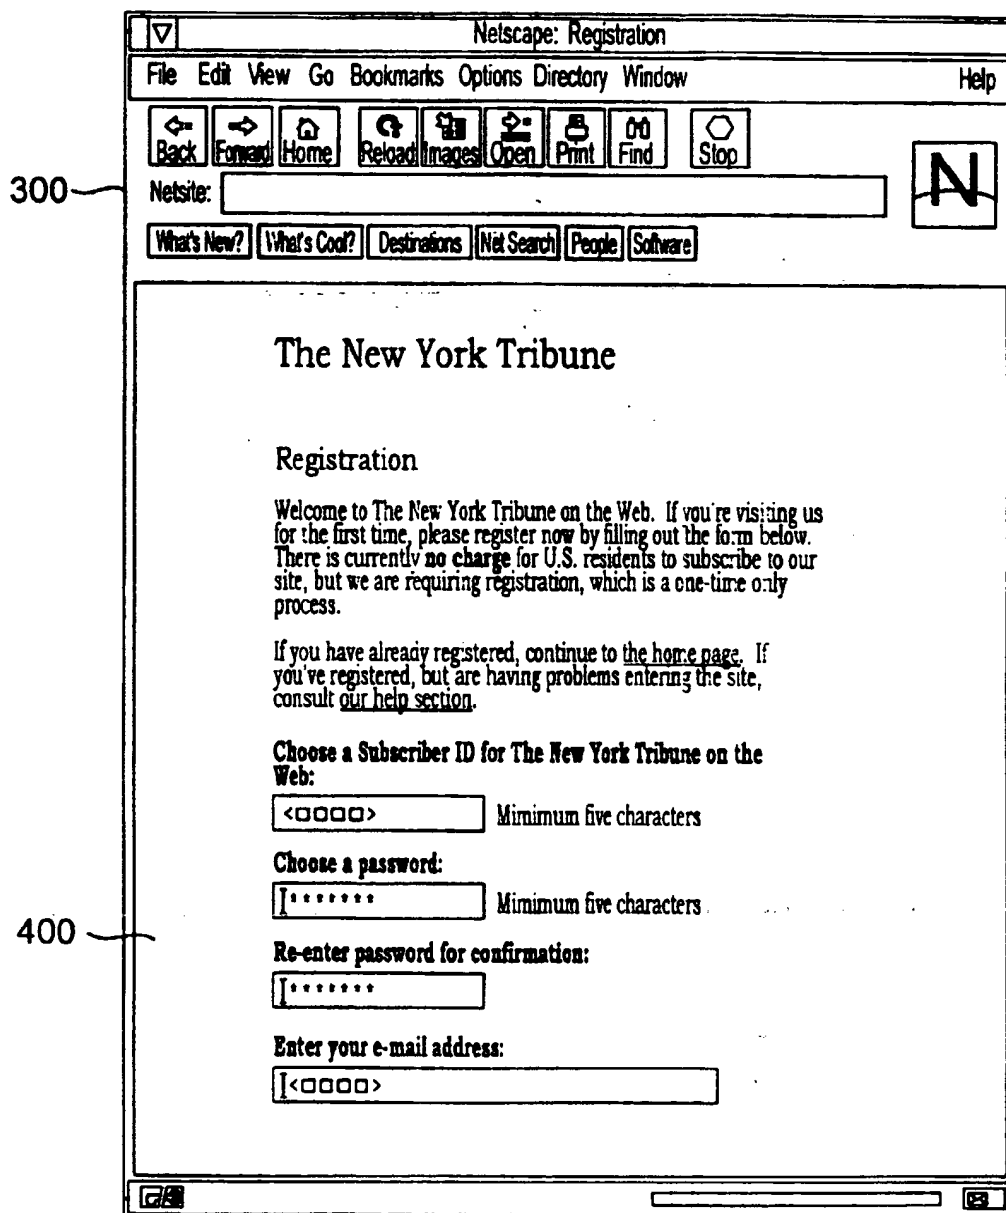 Netscape: Registration
File Edit View Go Bookmarks Options Directory Window Help
Back Forward Home Reload Images Open Print Find Stop
N
300
Netsite:
What's New? What's Cool? Destinations Net Search People Software
The New York Tribune
Registration
Welcome to The New York Tribune on the Web. If you're visiting us
for the first time, please register now by filling out the form below.
There is currently no charge for U.S. residents to subscribe to our
site, but we are requiring registration, which is a one-time only
process.
If you have already registered, continue to the home page. If
you've registered, but are having problems entering the site,
consult our help section.
Choose a Subscriber ID for The New York Tribune on the
Web:
<□□□□> Minimum five characters
Choose a password:
******* Minimum five characters
400
Re-enter password for confirmation:
*******
Enter your e-mail address:
<□□□□>